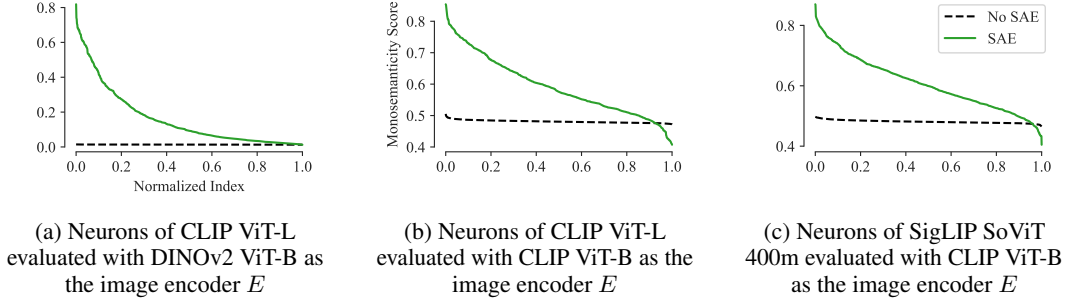 0.8
0.6
0.4
0.2
0.0
0.0 0.2 0.4 0.6 0.8 1.0
Normalized Index
Monosemanticity Score
0.8
0.7
0.6
0.5
0.4
0.0 0.2 0.4 0.6 0.8 1.0
No SAE
SAE
0.8
0.6
0.4
0.0 0.2 0.4 0.6 0.8 1.0
(a) Neurons of CLIP ViT-L
evaluated with DINOv2 ViT-B as
the image encoder E
(b) Neurons of CLIP ViT-L
evaluated with CLIP ViT-B as the
image encoder E
(c) Neurons of SigLIP SoViT
400m evaluated with CLIP ViT-B
as the image encoder E